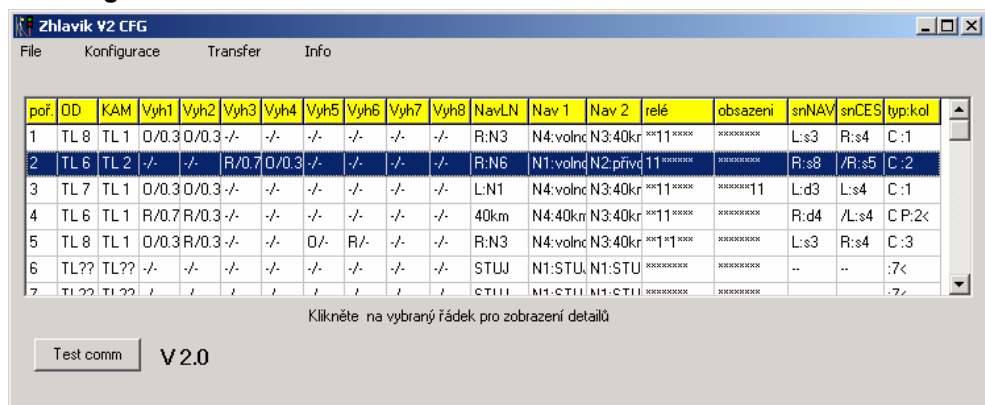 Zhlavik V2 CFG
File Konfigurace Transfer Info
poř. OD KAM Vyh1 Vyh2 Vyh3 Vyh4 Vyh5 Vyh6 Vyh7 Vyh8 NavLN Nav 1 Nav 2 relé obsazeni snNAV snCES typ:kol
1 TL 8 TL 1 O/0.3 O/0.3 -/- -/- -/- -/- -/- -/- R:N3 N4:volno N3:40kr **11**** ******** L:s3 R:s4 C :1
2 TL 6 TL 2 -/- -/- R/0.7 O/0.3 -/- -/- -/- -/- R:N6 N1:volno N2:přivo 11****** ******** R:s8 /R:s5 C :2
3 TL 7 TL 1 O/0.3 O/0.3 -/- -/- -/- -/- -/- -/- L:N1 N4:volno N3:40kr **11**** ******11 L:d3 L:s4 C :1
4 TL 6 TL 1 R/0.7 R/0.3 -/- -/- -/- -/- -/- -/- 40km N4:40km N3:40kr **11**** ******** R:d4 /L:s4 C P:2<
5 TL 8 TL 1 O/0.3 R/0.3 -/- -/- O/- R/- -/- -/- R:N3 N4:volno N3:40kr **1*1*** ******** L:s3 R:s4 C :3
6 TL?? TL?? -/- -/- -/- -/- -/- -/- -/- -/- STUJ N1:STUJ N1:STU ******** ******** -- -- :7<
Klikněte na vybraný řádek pro zobrazení detailů
Test comm V 2.0